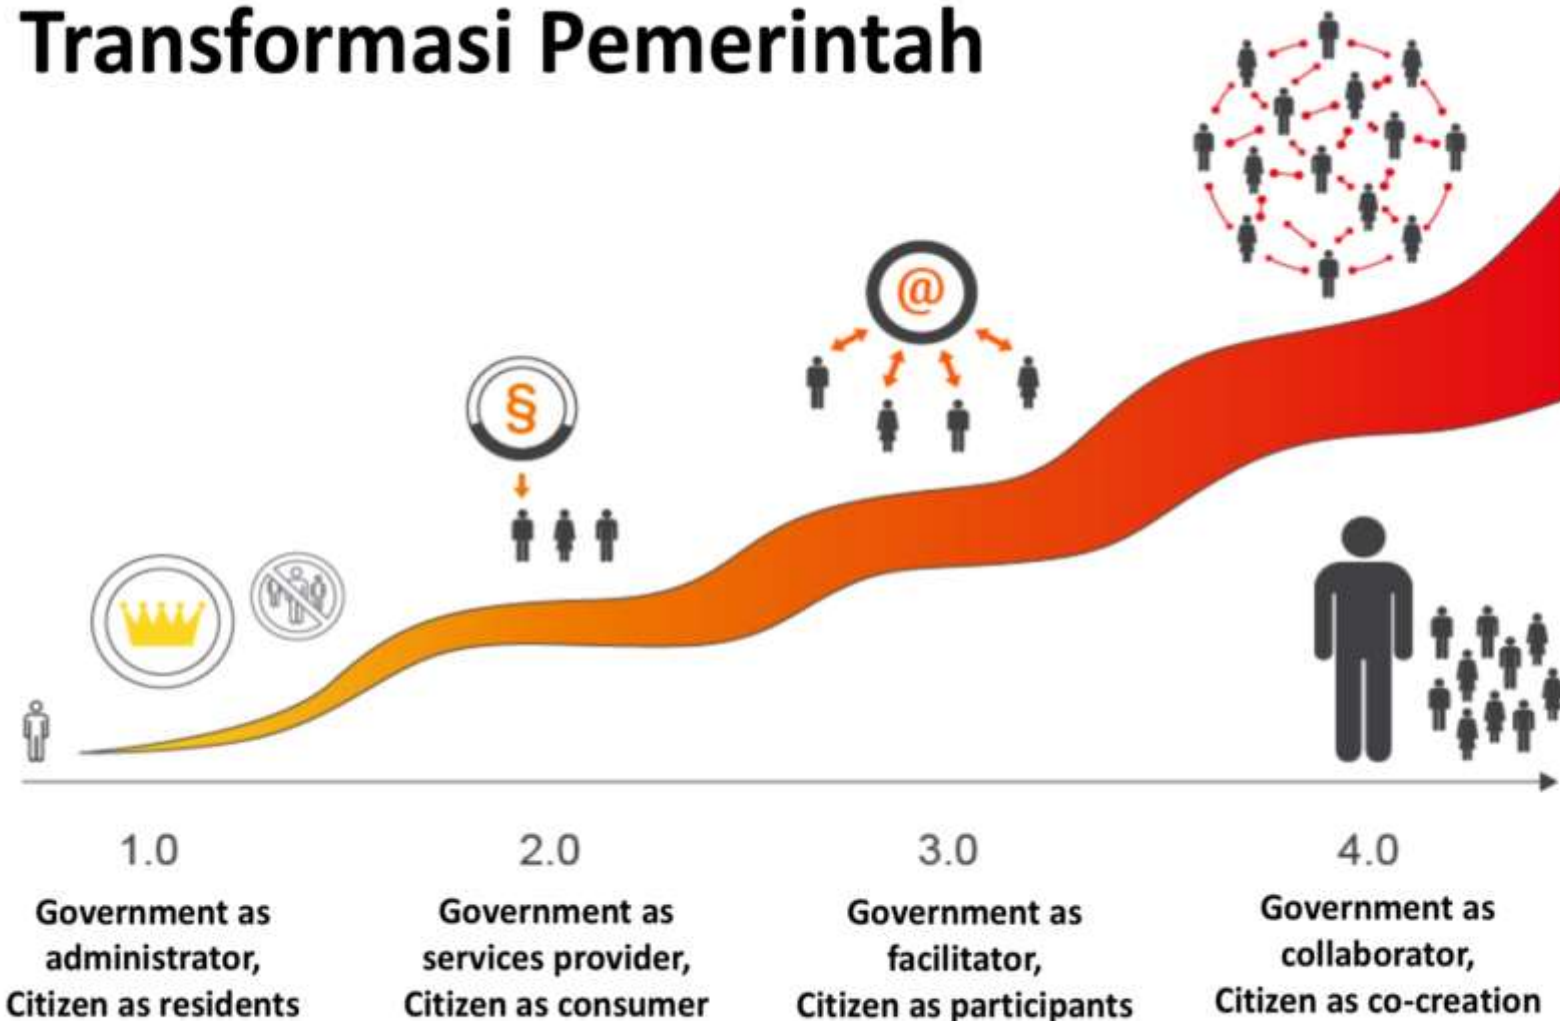 Transformasi Pemerintah
@
§
1.0
Government as
administrator,
Citizen as residents
2.0
Government as
services provider,
Citizen as consumer
3.0
Government as
facilitator,
Citizen as participants
4.0
Government as
collaborator,
Citizen as co-creation